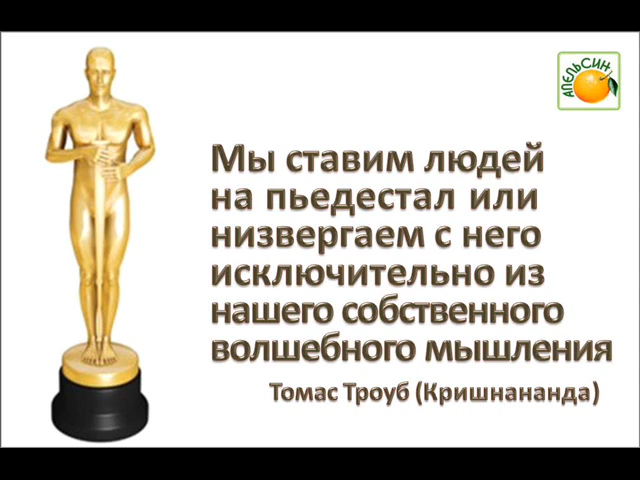 АПЕЛЬСИН
Мы ставим людей
на пьедестал или
низвергаем с него
исключительно из
нашего собственного
волшебного мышления
Томас Троуб (Кришнананда)